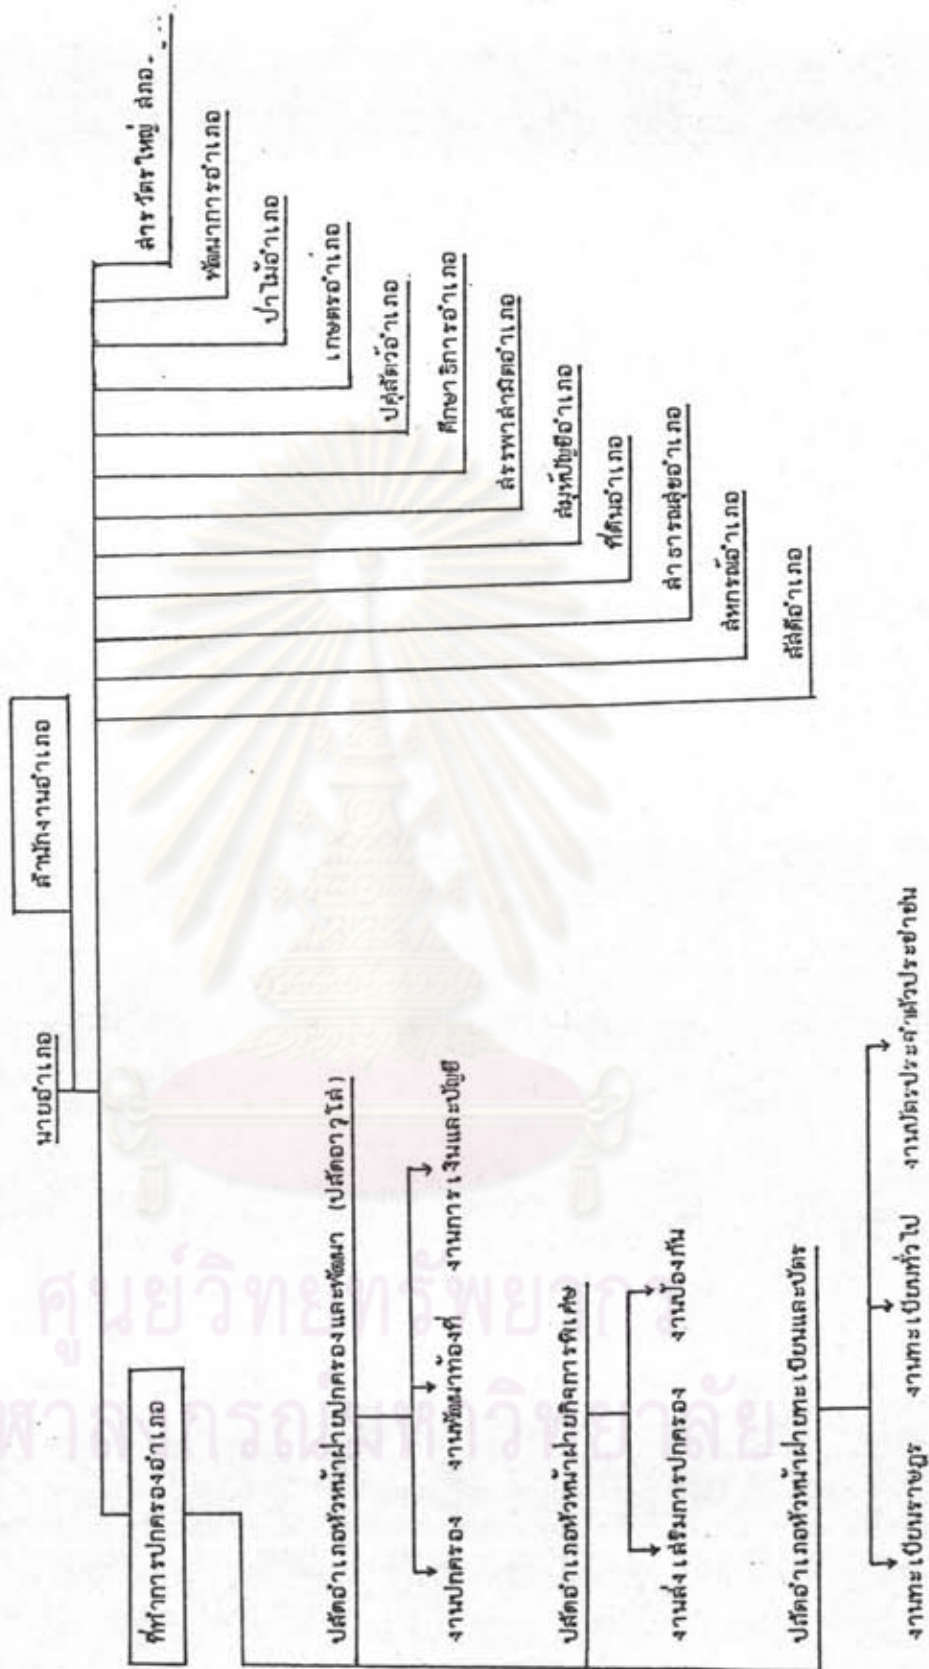 นายอำเภอ
สำนักงานอำเภอ
ที่ทำการปกครองอำเภอ
สารวัตรใหญ่ สภอ.
พัฒนาการอำเภอ
ป่าไม้อำเภอ
เกษตรอำเภอ
ปศุสัตว์อำเภอ
ศึกษาธิการอำเภอ
สรรพาสามิตอำเภอ
สมุห์บัญชีอำเภอ
ที่ดินอำเภอ
สาธารณสุขอำเภอ
สหกรณ์อำเภอ
สัสดีอำเภอ
ปลัดอำเภอหัวหน้าฝ่ายปกครองและพัฒนา (ปลัดอาวุโส)
งานปกครอง งานพัฒนาท้องที่ งานการเงินและบัญชี
ปลัดอำเภอหัวหน้าฝ่ายกิจการพิเศษ
งานส่งเสริมการปกครอง งานป้องกัน
ปลัดอำเภอหัวหน้าฝ่ายทะเบียนและบัตร
งานทะเบียนราษฎร งานทะเบียนทั่วไป งานบัตรประจำตัวประชาชน
ศูนย์วิทยทรัพยากร
จุฬาลงกรณ์มหาวิทยาลัย